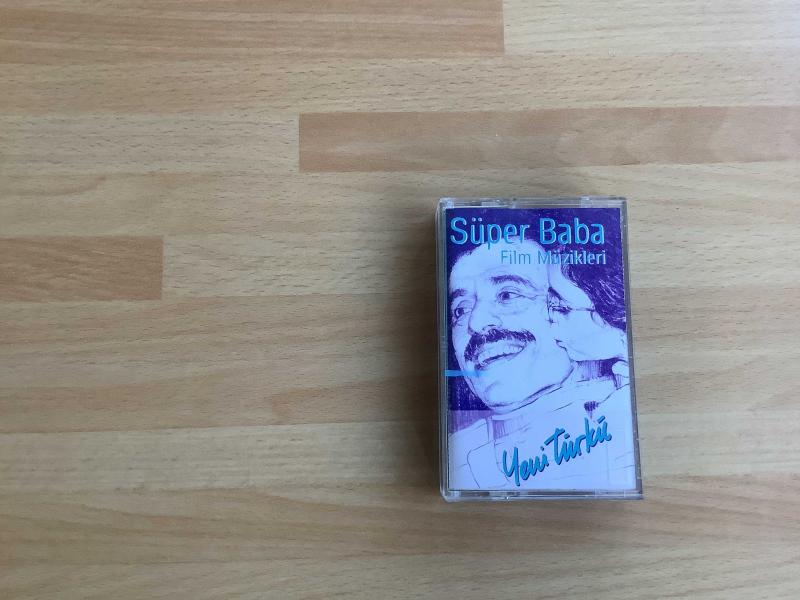 Süper Baba
Film Müzikleri
Yeni Türkü